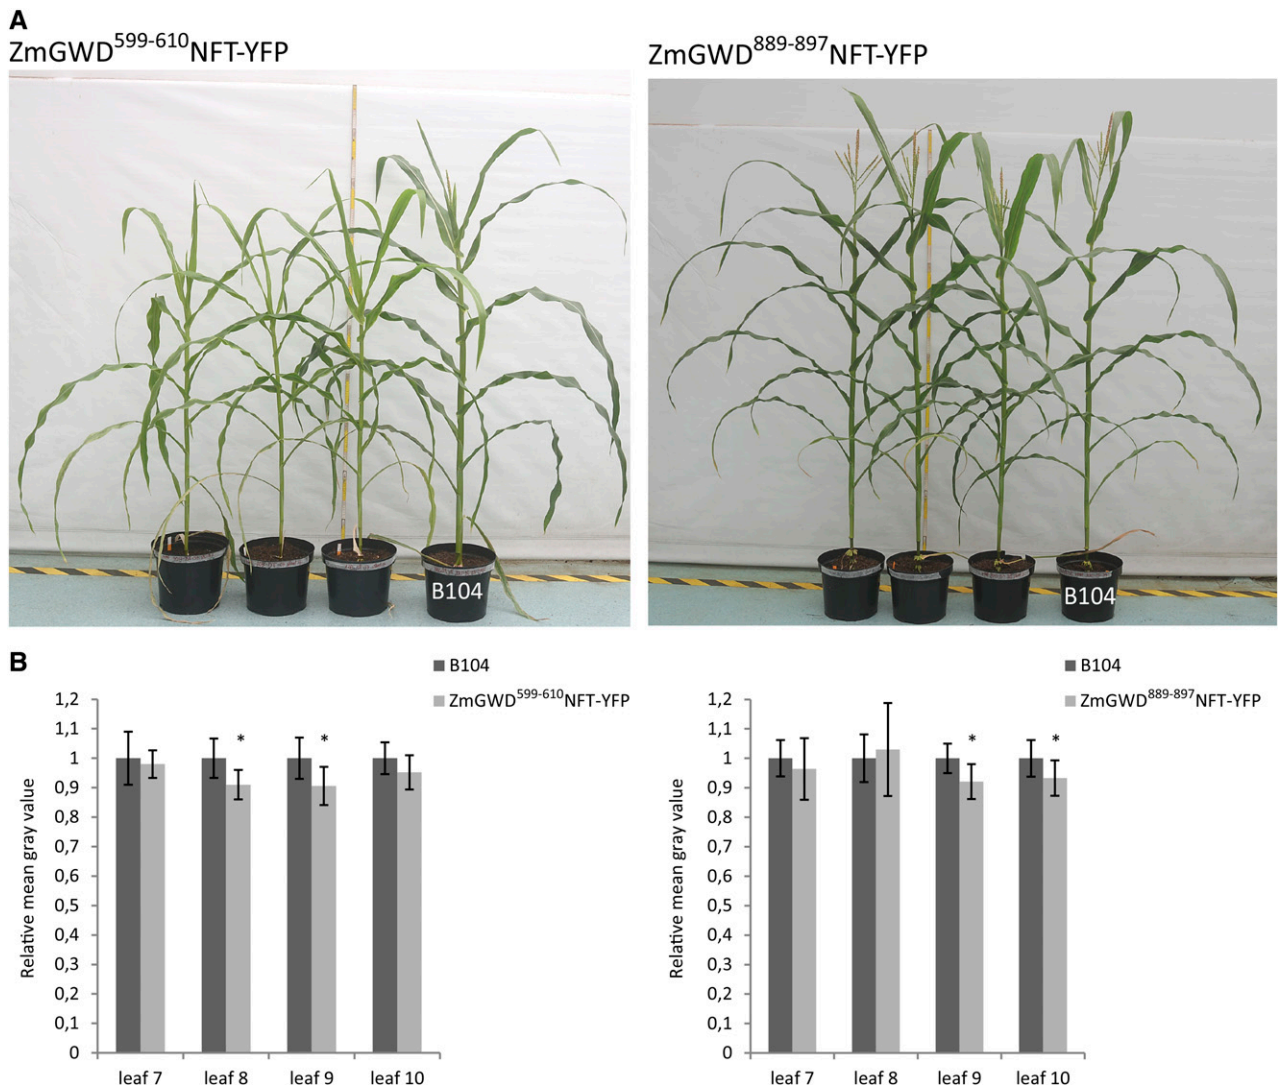 A
ZmGWD599-610NFT-YFP
ZmGWD889-897NFT-YFP
B104
B104
B
B104
ZmGWD599-610NFT-YFP
1,2
1,1
1
0,9
0,8
0,7
0,6
0,5
0,4
0,3
0,2
0,1
0
Relative mean gray value
*
*
leaf 7
leaf 8
leaf 9
leaf 10
B104
ZmGWD889-897NFT-YFP
1,2
1,1
1
0,9
0,8
0,7
0,6
0,5
0,4
0,3
0,2
0,1
0
Relative mean gray value
*
*
leaf 7
leaf 8
leaf 9
leaf 10